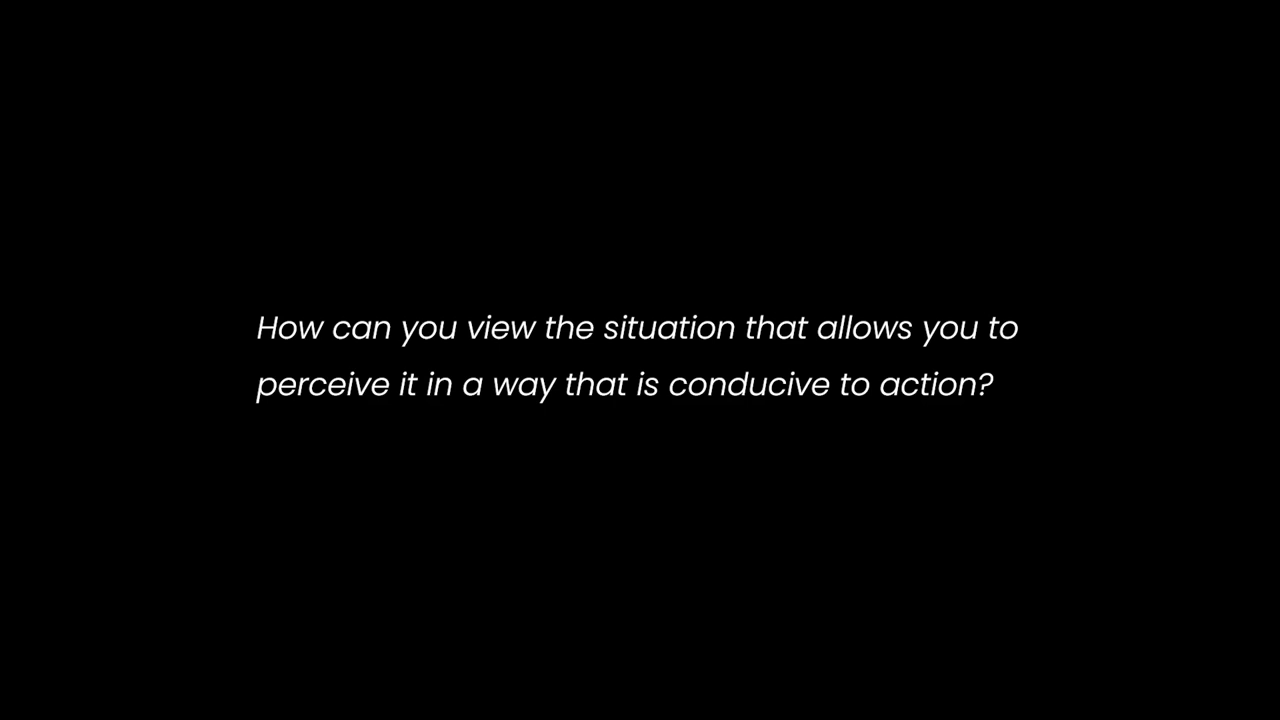 How can you view the situation that allows you to
perceive it in a way that is conducive to action?